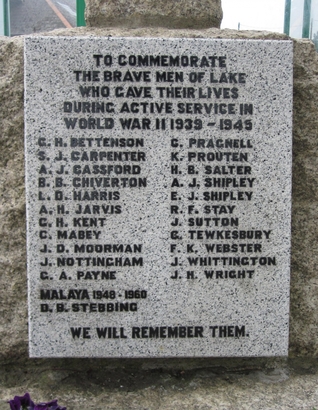 TO COMMEMORATE
THE BRAVE MEN OF LAKE
WHO GAVE THEIR LIVES
DURING ACTIVE SERVICE IN
WORLD WAR II 1939 - 1945
G. H. BETTENSON
S. J. CARPENTER
A. J. GASSFORD
B. B. CHIVERTON
L. D. HARRIS
A. H. JARVIS
G. H. KENT
C. MABEY
J. D. MOORMAN
J. NOTTINGHAM
G. A. PAYNE
G. PRAGNELL
K. PROUTEN
H. B. SALTER
A. J. SHIPLEY
E. J. SHIPLEY
R. F. STAY
J. SUTTON
G. TEWKESBURY
F. K. WEBSTER
J. WHITTINGTON
J. H. WRIGHT
MALAYA 1948 - 1960
D. B. STEBBING
WE WILL REMEMBER THEM.